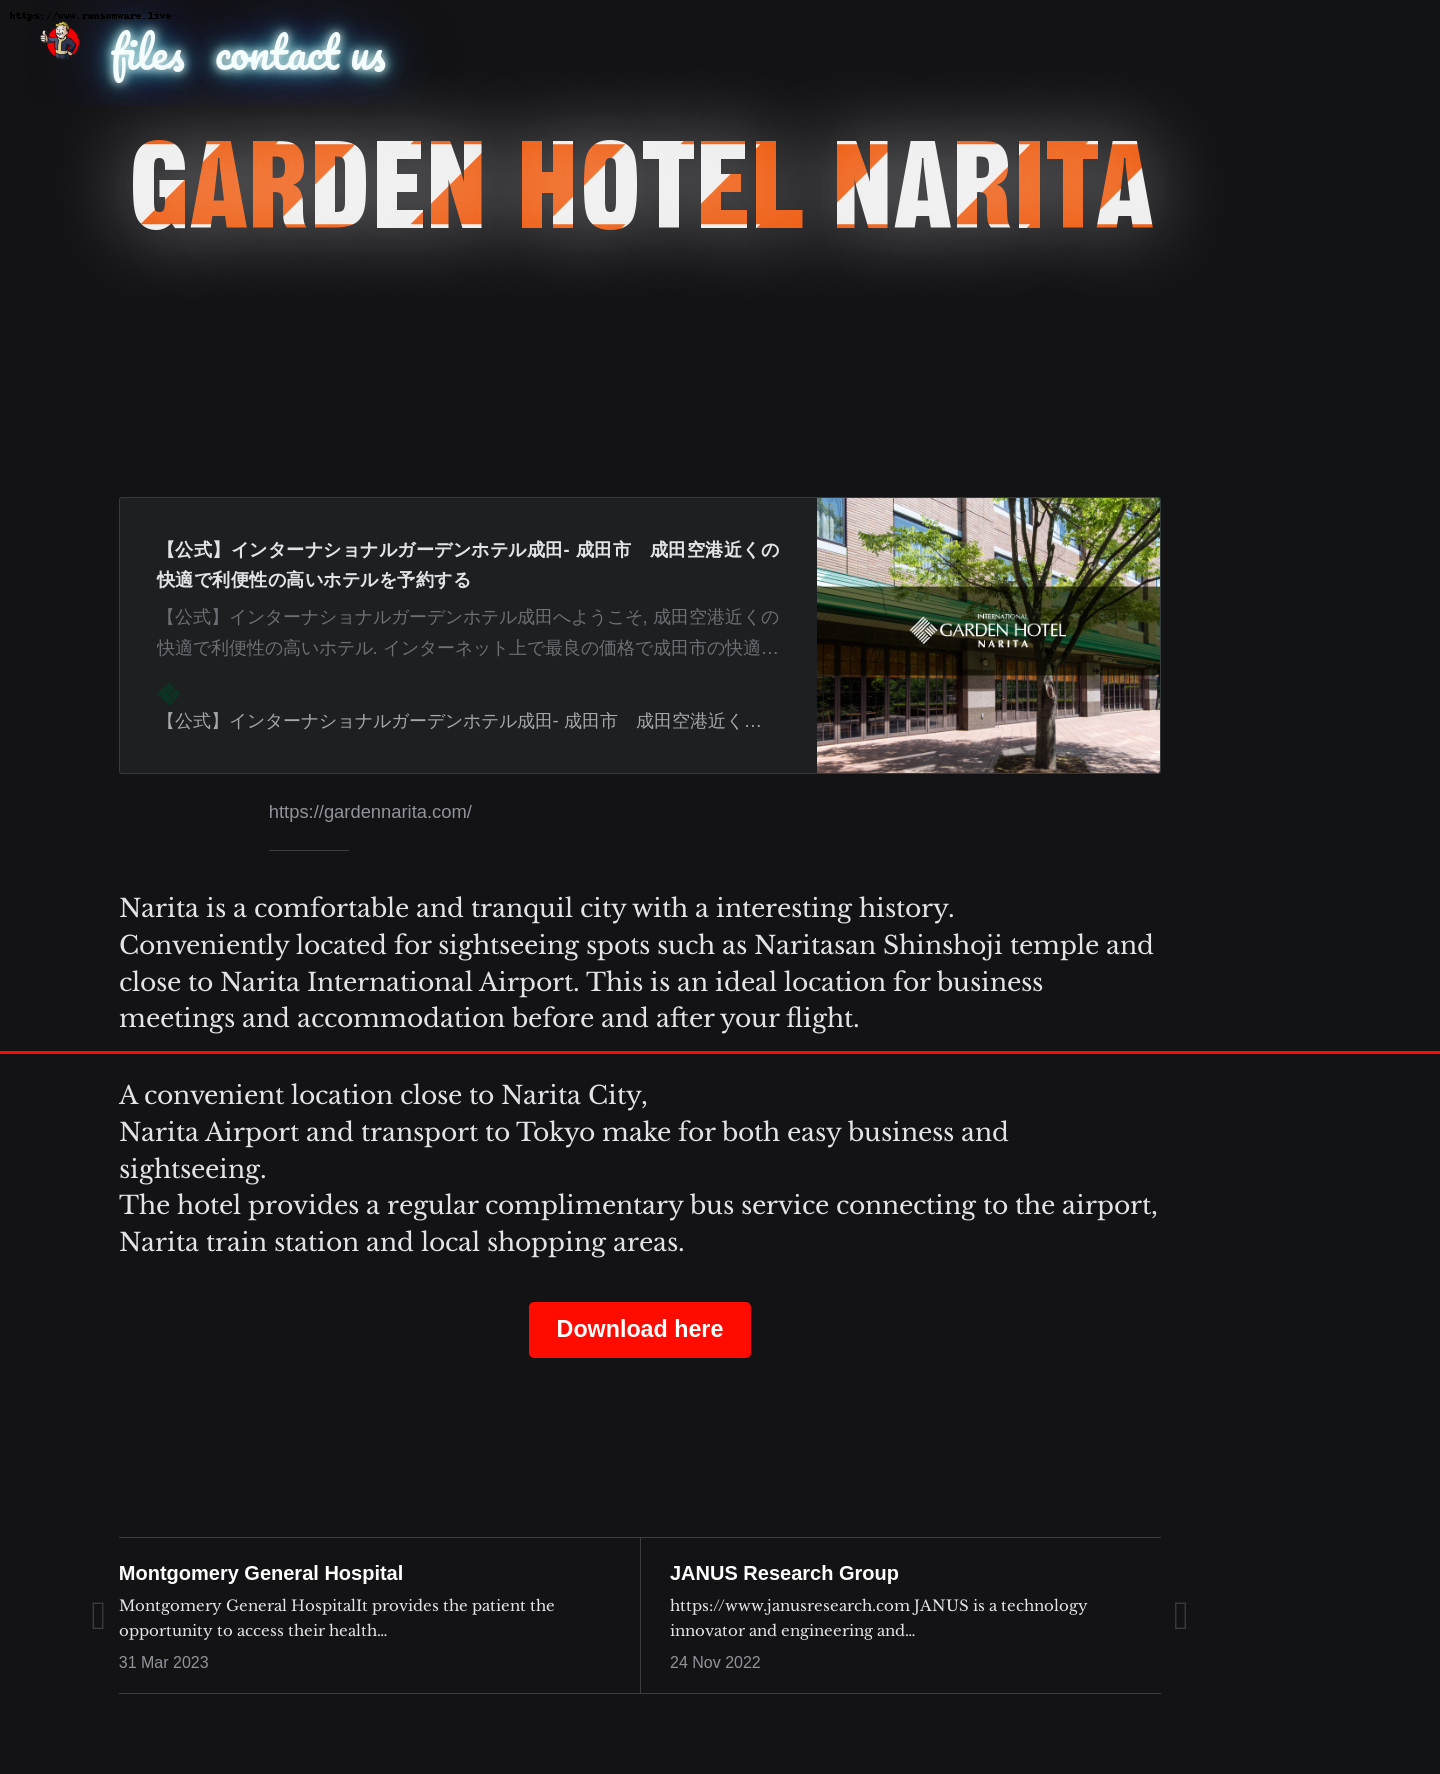 https://www.ransomware.live
files contact us
GARDEN HOTEL NARITA
【公式】インターナショナルガーデンホテル成田- 成田市　成田空港近くの
快適で利便性の高いホテルを予約する
【公式】インターナショナルガーデンホテル成田へようこそ, 成田空港近くの
快適で利便性の高いホテル. インターネット上で最良の価格で成田市の快適…
【公式】インターナショナルガーデンホテル成田- 成田市　成田空港近く…
INTERNATIONAL
GARDEN HOTEL
NARITA
https://gardennarita.com/
Narita is a comfortable and tranquil city with a interesting history.
Conveniently located for sightseeing spots such as Naritasan Shinshoji temple and
close to Narita International Airport. This is an ideal location for business
meetings and accommodation before and after your flight.
A convenient location close to Narita City,
Narita Airport and transport to Tokyo make for both easy business and
sightseeing.
The hotel provides a regular complimentary bus service connecting to the airport,
Narita train station and local shopping areas.
Download here
Montgomery General Hospital
Montgomery General HospitalIt provides the patient the
opportunity to access their health…
31 Mar 2023
JANUS Research Group
https://www.janusresearch.com JANUS is a technology
innovator and engineering and…
24 Nov 2022